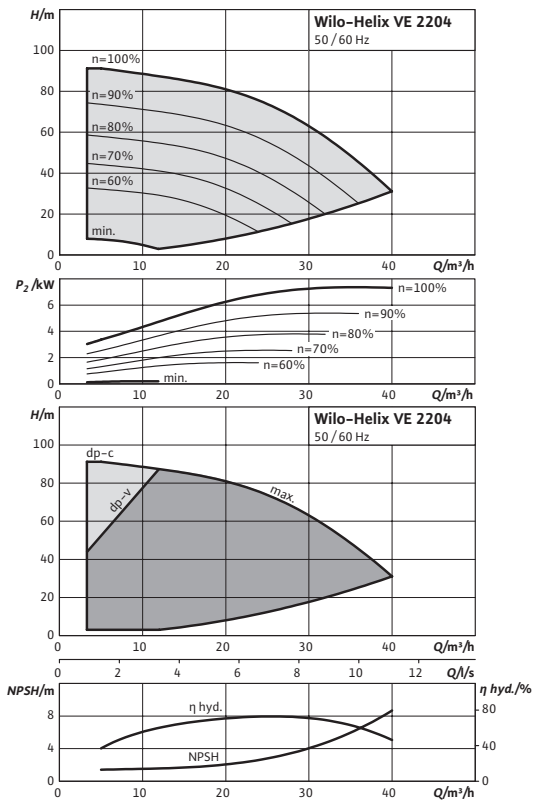 H/m
Wilo-Helix VE 2204
50 / 60 Hz
100
n=100%
80
n=90%
60
n=80%
n=70%
40
n=60%
20
min.
0
0 10 20 30 40 Q/m³/h
P₂ /kW
6
n=100%
n=90%
4
n=80%
n=70%
2
n=60%
min.
0
0 10 20 30 40 Q/m³/h
H/m
Wilo-Helix VE 2204
50 / 60 Hz
100
dp-c
80
max.
dp-v
60
40
20
0
0 10 20 30 40 Q/m³/h
0 2 4 6 8 10 12 Q/l/s
NPSH/m
η hyd./%
8
η hyd.
80
4
NPSH
40
0
0
0 10 20 30 40 Q/m³/h